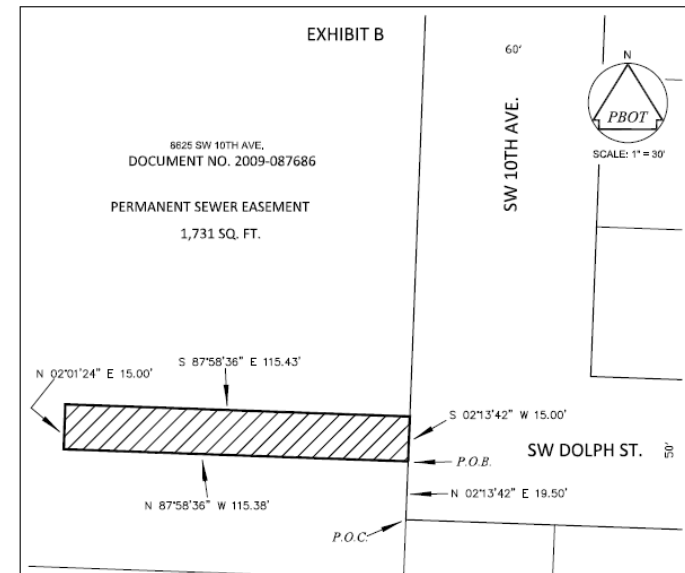 EXHIBIT B
60'
N
PBOT
SCALE: 1" = 30'
SW 10TH AVE.
6625 SW 10TH AVE,
DOCUMENT NO. 2009-087686
PERMANENT SEWER EASEMENT
1,731 SQ. FT.
S 87°58'36" E 115.43'
N 02°01'24" E 15.00'
S 02°13'42" W 15.00'
SW DOLPH ST.
50'
P.O.B.
N 02°13'42" E 19.50'
N 87°58'36" W 115.38'
P.O.C.